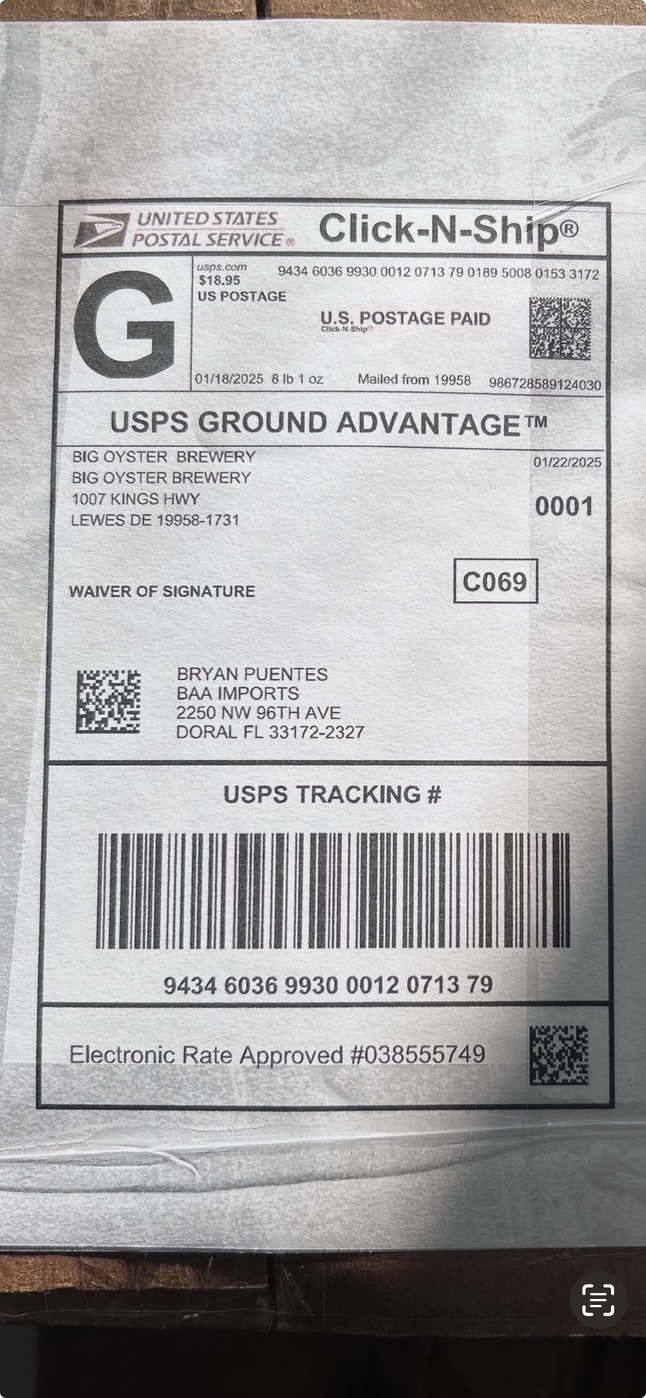 UNITED STATES
POSTAL SERVICE®
Click-N-Ship®
G
usps.com
$18.95
US POSTAGE
9434 6036 9930 0012 0713 79 0189 5008 0153 3172
U.S. POSTAGE PAID
Click-N-Ship®
01/18/2025 8 lb 1 oz Mailed from 19958 986728589124030
USPS GROUND ADVANTAGE™
BIG OYSTER BREWERY
BIG OYSTER BREWERY
1007 KINGS HWY
LEWES DE 19958-1731
01/22/2025
0001
WAIVER OF SIGNATURE
C069
BRYAN PUENTES
BAA IMPORTS
2250 NW 96TH AVE
DORAL FL 33172-2327
USPS TRACKING #
9434 6036 9930 0012 0713 79
Electronic Rate Approved #038555749